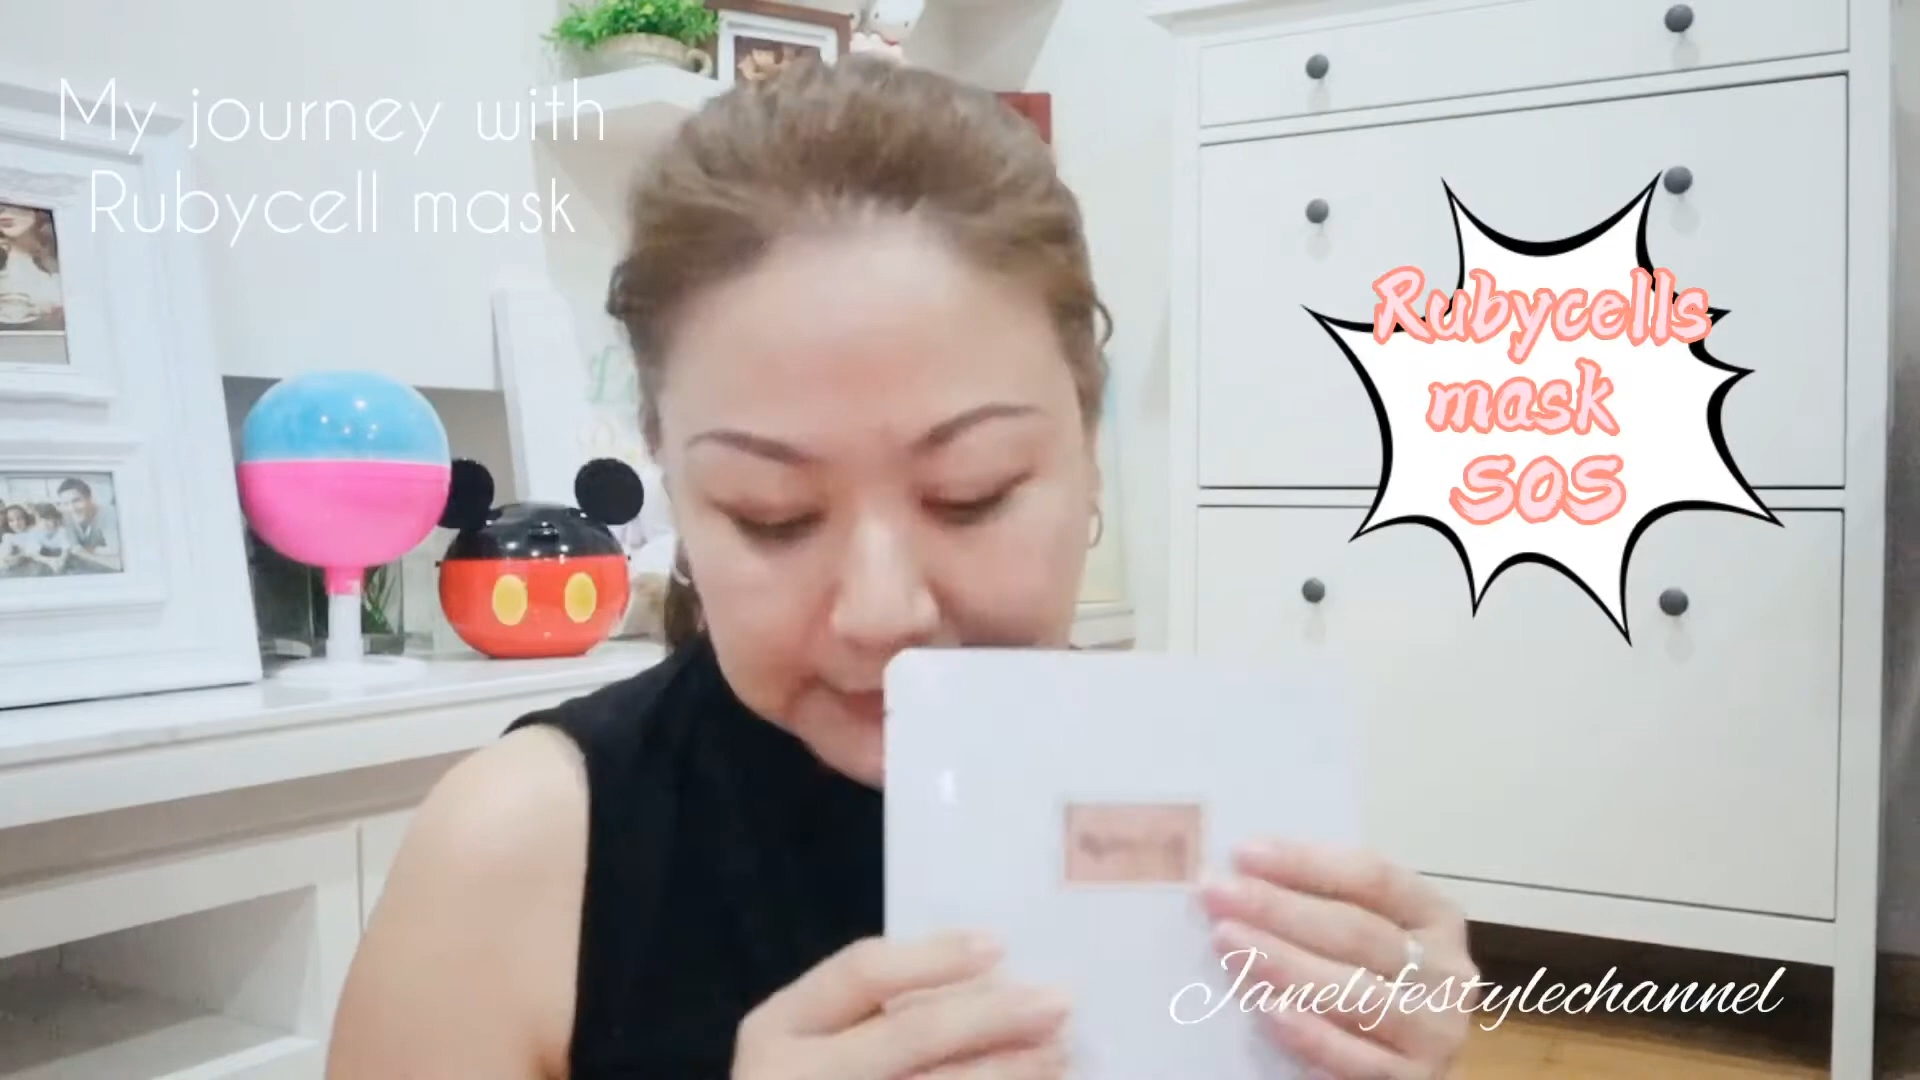 My journey with
Rubycell mask
Rubycells
mask
SOS
Janelifestylechannel